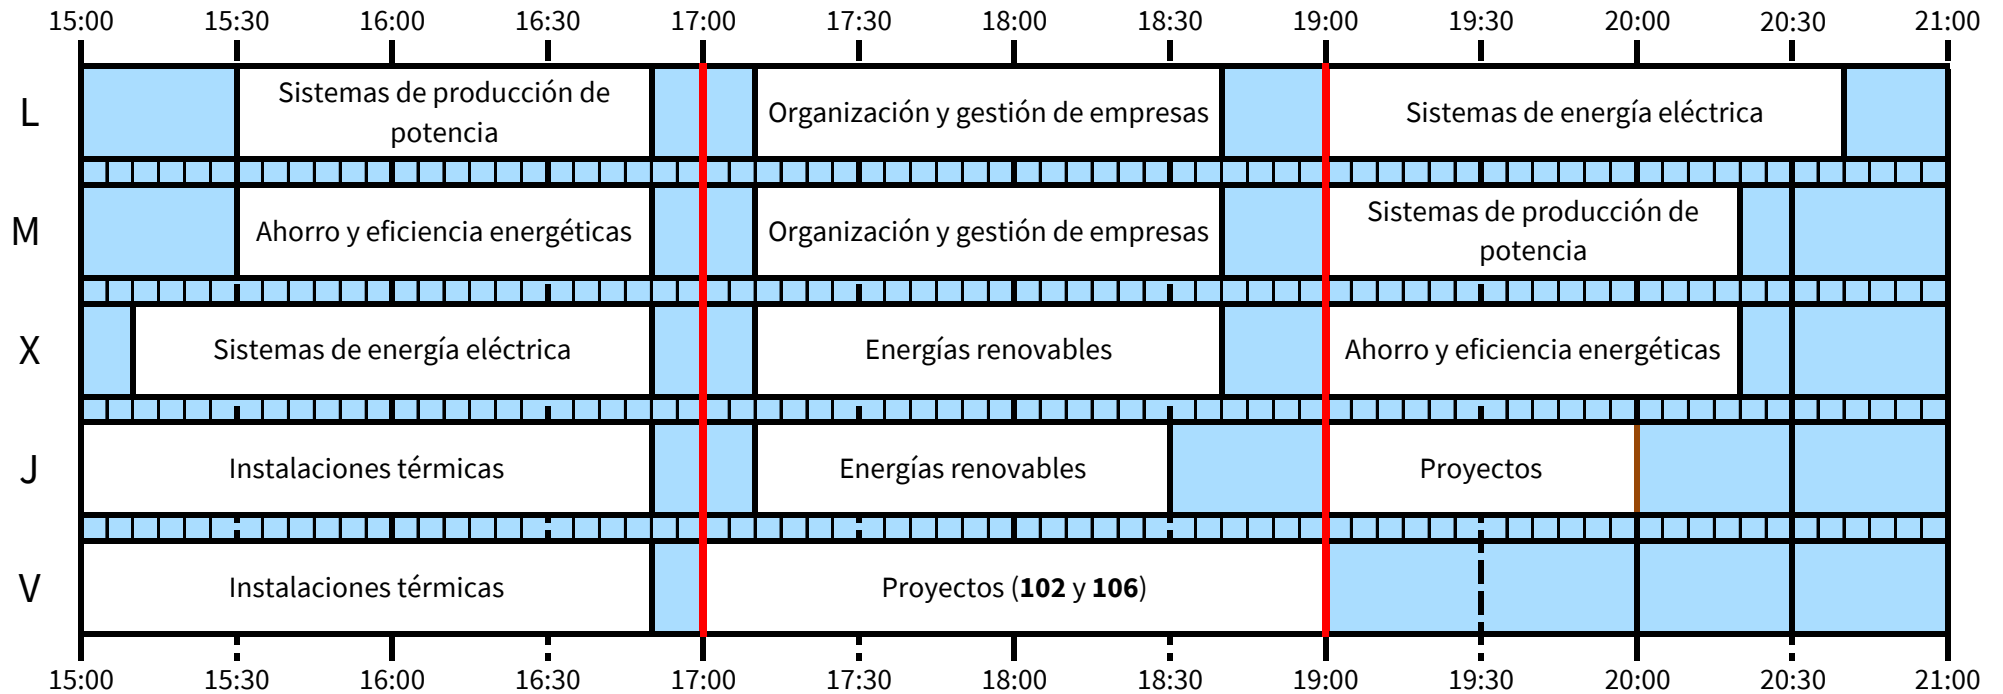 15:00 15:30 16:00 16:30 17:00 17:30 18:00 18:30 19:00 19:30 20:00 20:30 21:00
L
Sistemas de producción de
potencia
Organización y gestión de empresas
Sistemas de energía eléctrica
M
Ahorro y eficiencia energéticas
Organización y gestión de empresas
Sistemas de producción de
potencia
X
Sistemas de energía eléctrica
Energías renovables
Ahorro y eficiencia energéticas
J
Instalaciones térmicas
Energías renovables
Proyectos
V
Instalaciones térmicas
Proyectos (102 y 106)
15:00 15:30 16:00 16:30 17:00 17:30 18:00 18:30 19:00 19:30 20:00 20:30 21:00